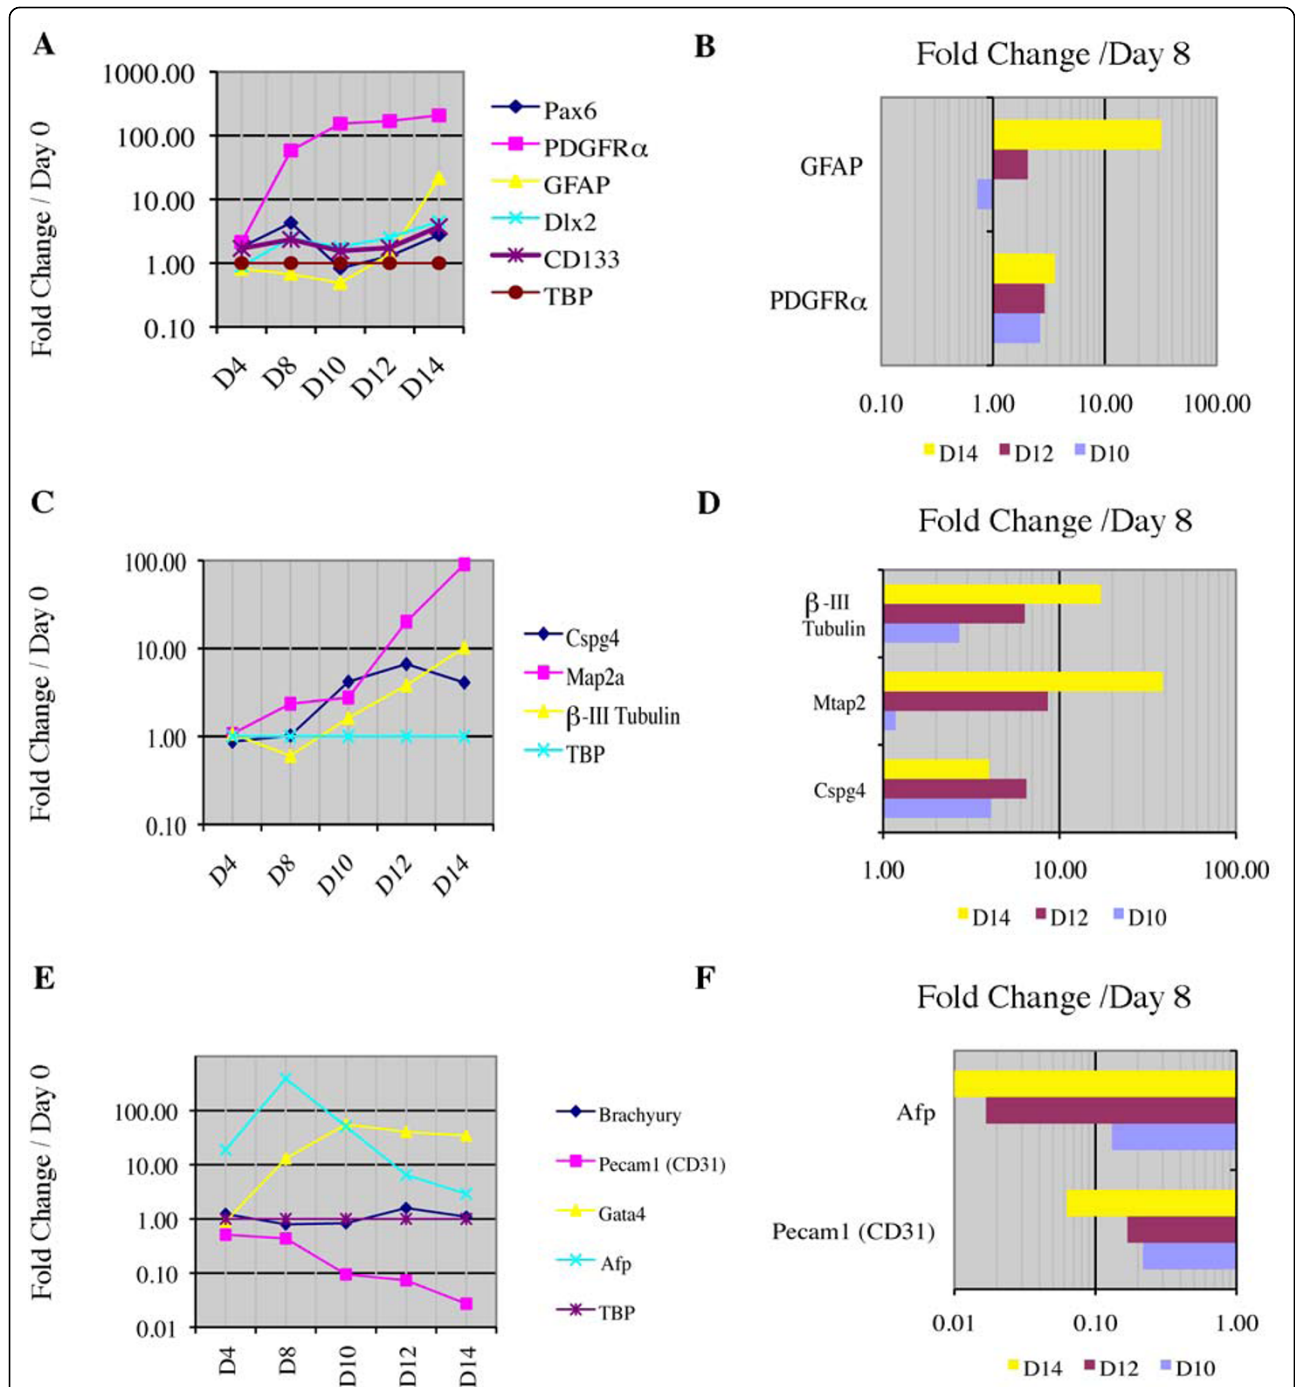 A
Fold Change / Day 0
1000.00
100.00
10.00
1.00
0.10
D4
D8
D10
D12
D14
Pax6
PDGFRα
GFAP
Dlx2
CD133
TBP
B
Fold Change /Day 8
GFAP
PDGFRα
0.10 1.00 10.00 100.00
D14 D12 D10
C
Fold Change / Day 0
100.00
10.00
1.00
0.10
D4
D8
D10
D12
D14
Cspg4
Map2a
β-III Tubulin
TBP
D
Fold Change /Day 8
β-III
Tubulin
Mtap2
Cspg4
1.00 10.00 100.00
D14 D12 D10
E
Fold Change / Day 0
100.00
10.00
1.00
0.10
0.01
D4
D8
D10
D12
D14
Brachyury
Pecam1 (CD31)
Gata4
Afp
TBP
F
Fold Change /Day 8
Afp
Pecam1 (CD31)
0.01 0.10 1.00
D14 D12 D10